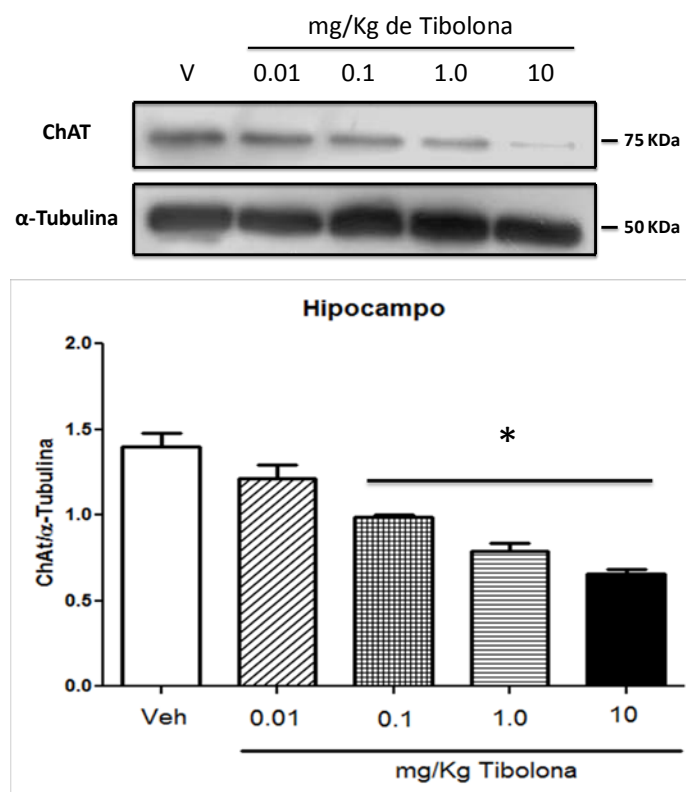 mg/Kg de Tibolona
V 0.01 0.1 1.0 10
ChAT
75 KDa
α-Tubulina
50 KDa
Hipocampo
ChAt/α-Tubulina
2.0
1.5
1.0
0.5
0.0
*
Veh 0.01 0.1 1.0 10
mg/Kg Tibolona